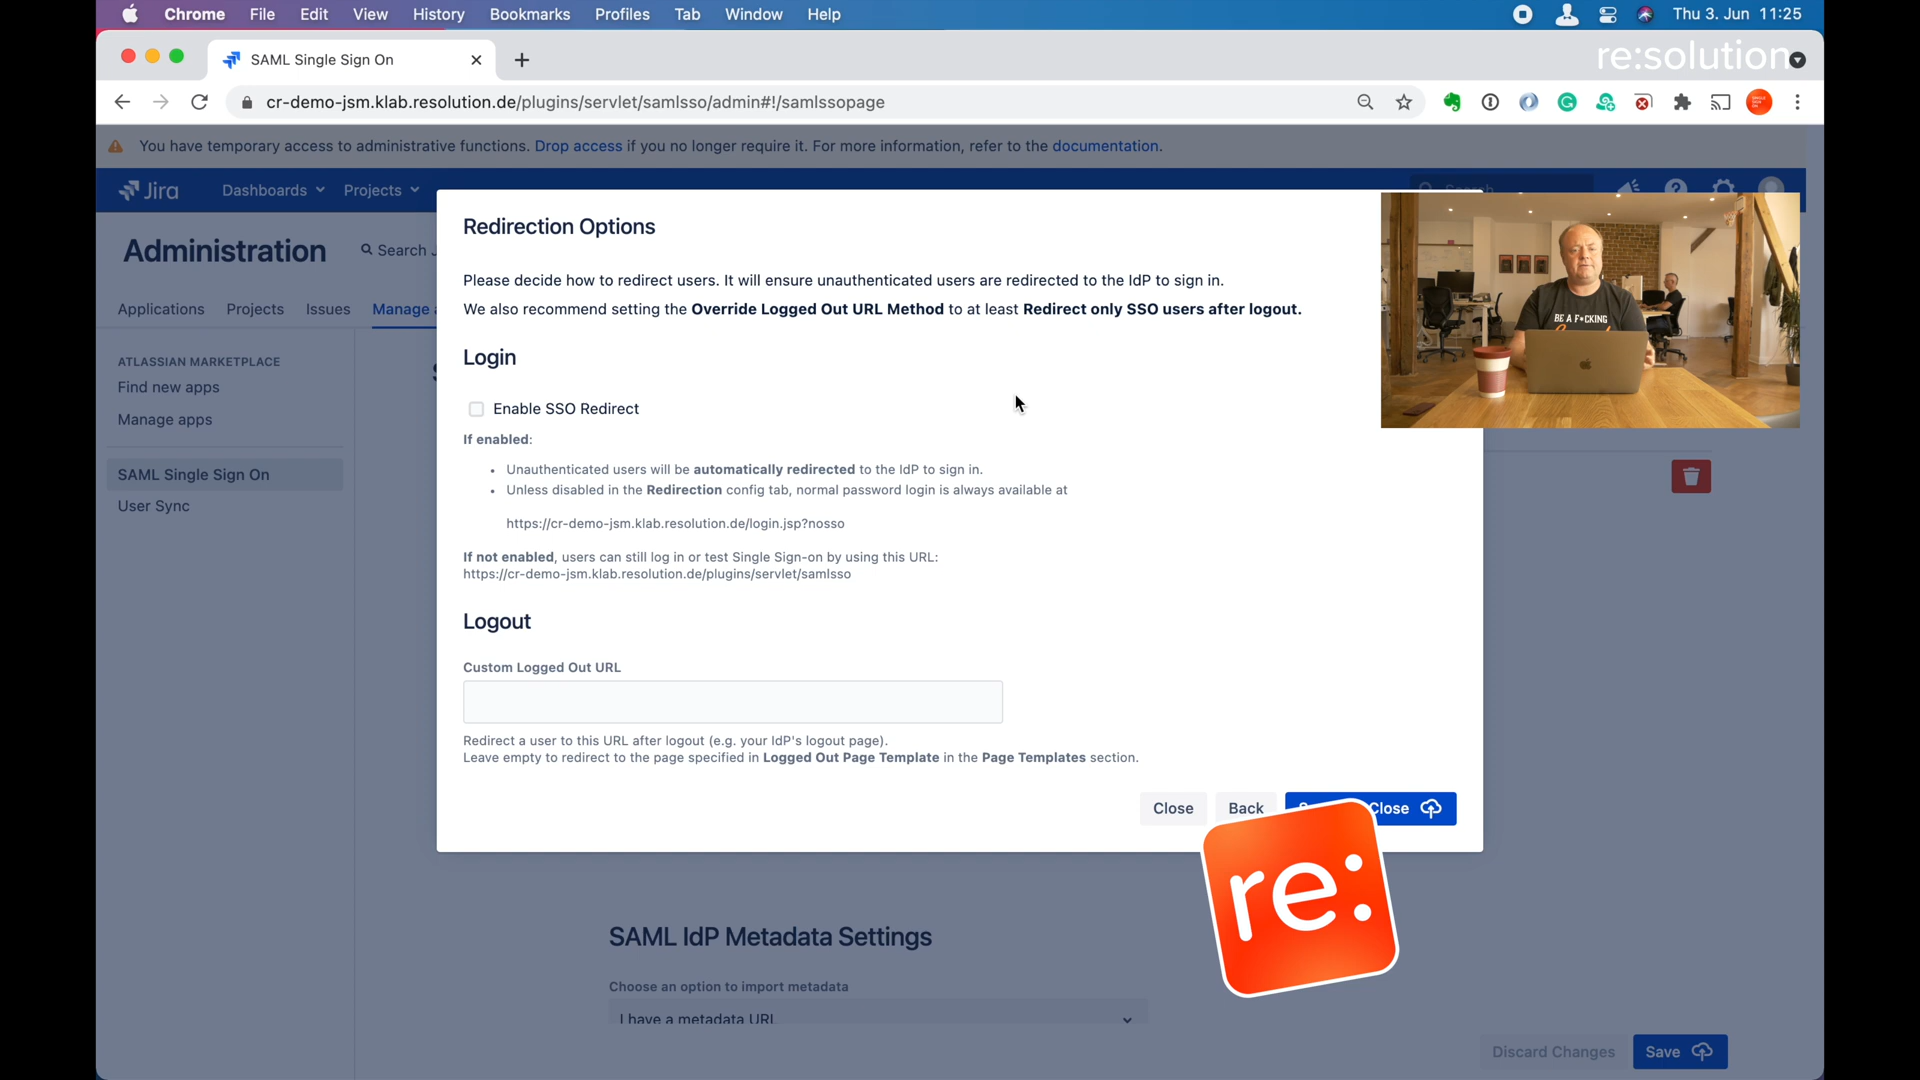 Chrome File Edit View History Bookmarks Profiles Tab Window Help
Thu 3. Jun 11:25
SAML Single Sign On
re:solution
cr-demo-jsm.klab.resolution.de/plugins/servlet/samlsso/admin#!/samlssopage
You have temporary access to administrative functions. Drop access if you no longer require it. For more information, refer to the documentation.
Jira Dashboards Projects
Search
Administration
Search
Applications Projects Issues Manage
ATLASSIAN MARKETPLACE
Find new apps
Manage apps
SAML Single Sign On
User Sync
Redirection Options
Please decide how to redirect users. It will ensure unauthenticated users are redirected to the IdP to sign in.
We also recommend setting the Override Logged Out URL Method to at least Redirect only SSO users after logout.
Login
Enable SSO Redirect
If enabled:
• Unauthenticated users will be automatically redirected to the IdP to sign in.
• Unless disabled in the Redirection config tab, normal password login is always available at
https://cr-demo-jsm.klab.resolution.de/login.jsp?nosso
If not enabled, users can still log in or test Single Sign-on by using this URL:
https://cr-demo-jsm.klab.resolution.de/plugins/servlet/samlsso
Logout
Custom Logged Out URL
Redirect a user to this URL after logout (e.g. your IdP's logout page).
Leave empty to redirect to the page specified in Logged Out Page Template in the Page Templates section.
Close Back Close
BE A F*CKING
re:
SAML IdP Metadata Settings
Choose an option to import metadata
I have a metadata URL
Discard Changes Save